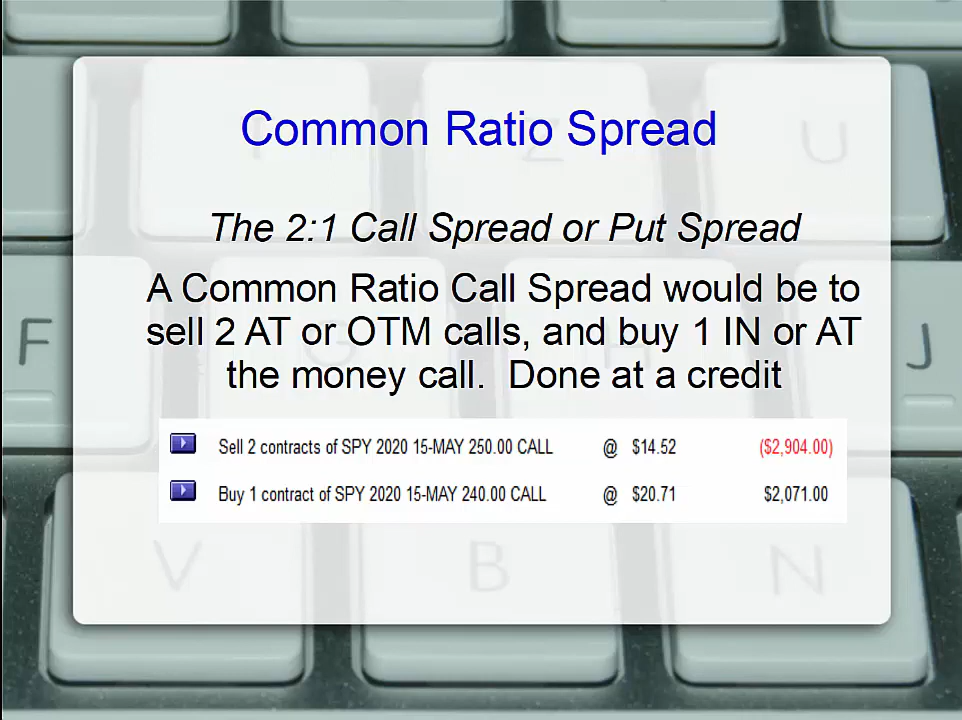 Common Ratio Spread
The 2:1 Call Spread or Put Spread
A Common Ratio Call Spread would be to
sell 2 AT or OTM calls, and buy 1 IN or AT
the money call. Done at a credit
Sell 2 contracts of SPY 2020 15-MAY 250.00 CALL @ $14.52 ($2,904.00)
Buy 1 contract of SPY 2020 15-MAY 240.00 CALL @ $20.71 $2,071.00
U
F
J
V
B
N